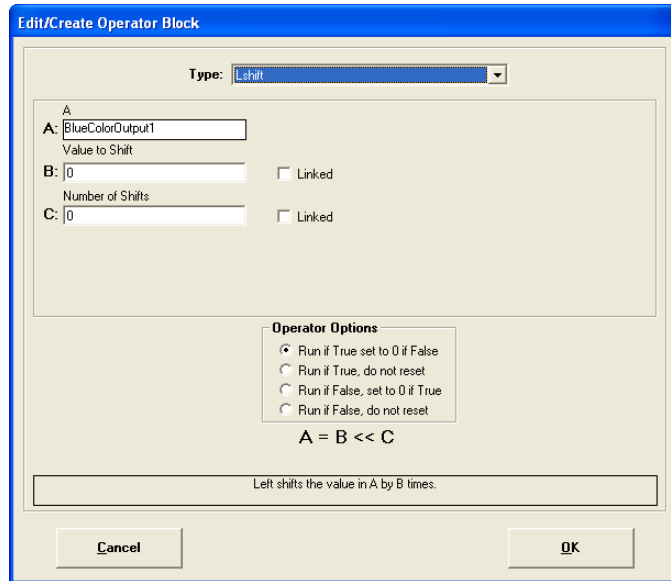 Edit/Create Operator Block
Type: Lshift
A
A: BlueColorOutput1
Value to Shift
B: 0 Linked
Number of Shifts
C: 0 Linked
Operator Options
Run if True set to 0 if False
Run if True, do not reset
Run if False, set to 0 if True
Run if False, do not reset
A = B << C
Left shifts the value in A by B times.
Cancel OK